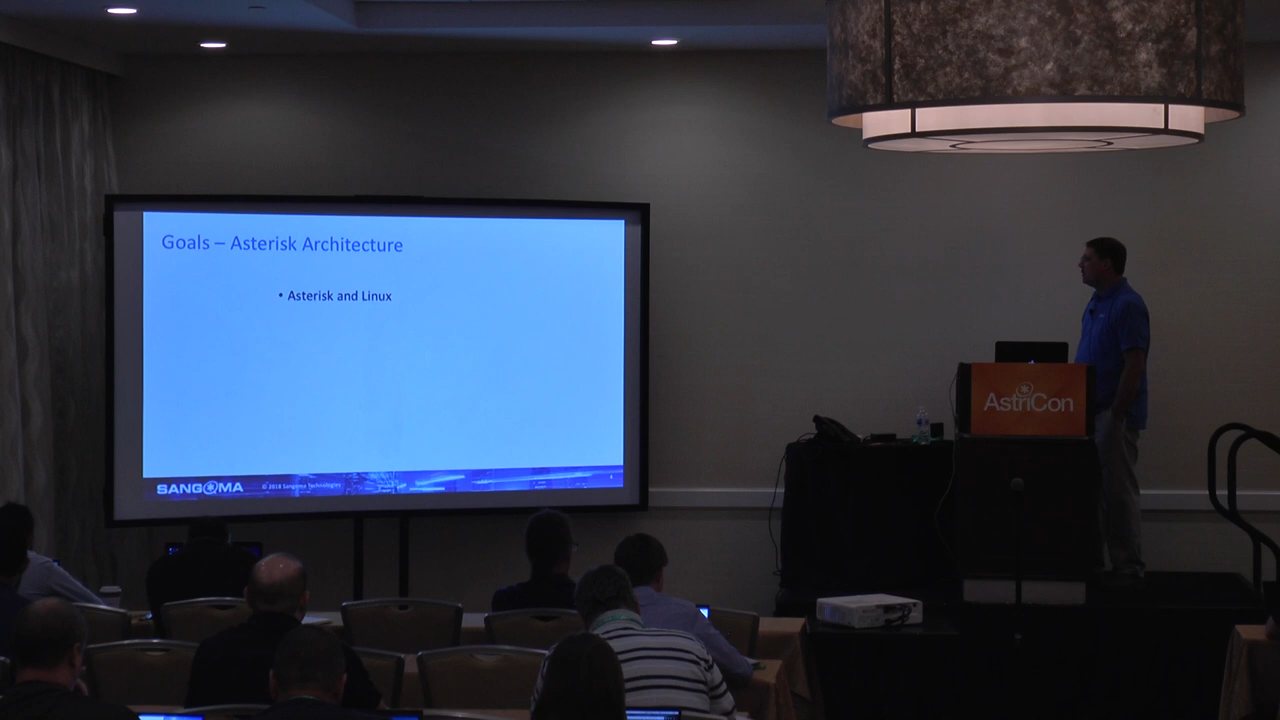 Goals – Asterisk Architecture
• Asterisk and Linux
SANGOMA
© 2018 Sangoma Technologies
AstriCon